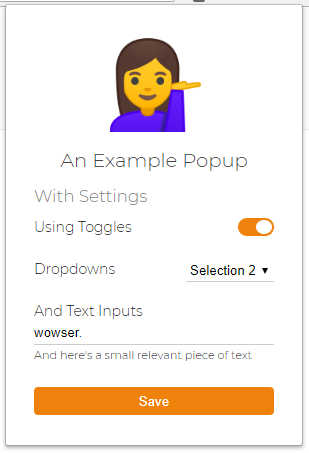 An Example Popup
With Settings
Using Toggles
Dropdowns Selection 2
And Text Inputs
wowser.
And here's a small relevant piece of text
Save